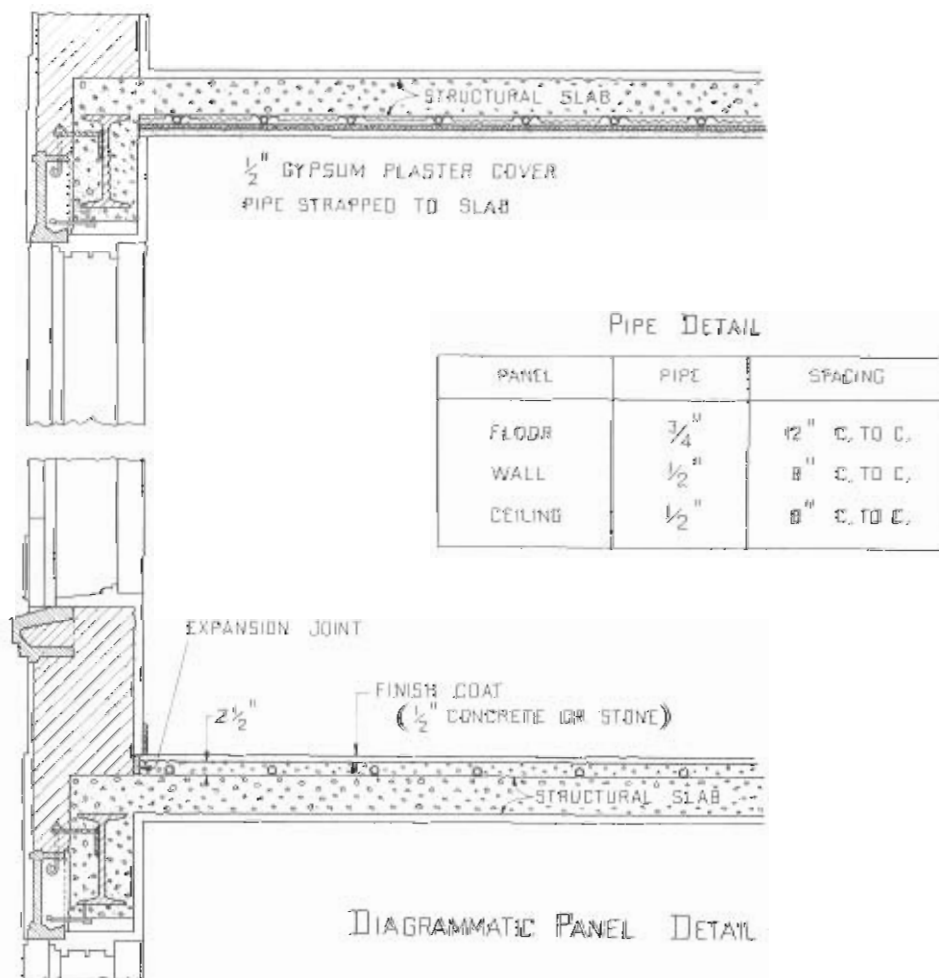 STRUCTURAL SLAB
1/2" GYPSUM PLASTER COVER
PIPE STRAPPED TO SLAB
PIPE DETAIL
PANEL PIPE SPACING
FLOOR 3/4" 12" C. TO C.
WALL 1/2" 8" C. TO C.
CEILING 1/2" 8" C. TO C.
EXPANSION JOINT
2 1/2"
FINISH COAT
(1/2" CONCRETE OR STONE)
STRUCTURAL SLAB
DIAGRAMMATIC PANEL DETAIL